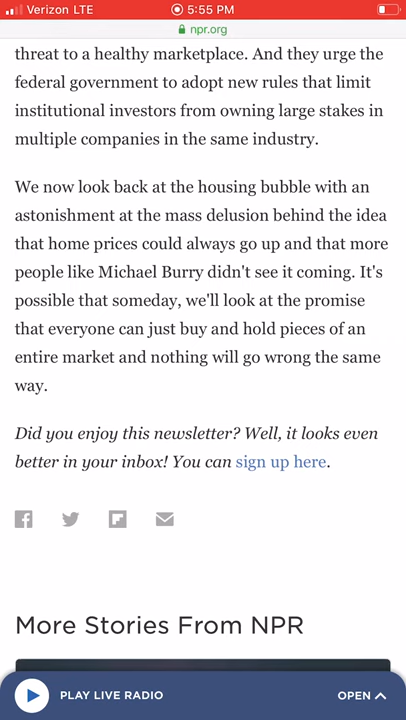 Verizon LTE 5:55 PM
npr.org
threat to a healthy marketplace. And they urge the
federal government to adopt new rules that limit
institutional investors from owning large stakes in
multiple companies in the same industry.
We now look back at the housing bubble with an
astonishment at the mass delusion behind the idea
that home prices could always go up and that more
people like Michael Burry didn't see it coming. It's
possible that someday, we'll look at the promise
that everyone can just buy and hold pieces of an
entire market and nothing will go wrong the same
way.
Did you enjoy this newsletter? Well, it looks even
better in your inbox! You can sign up here.
More Stories From NPR
PLAY LIVE RADIO OPEN